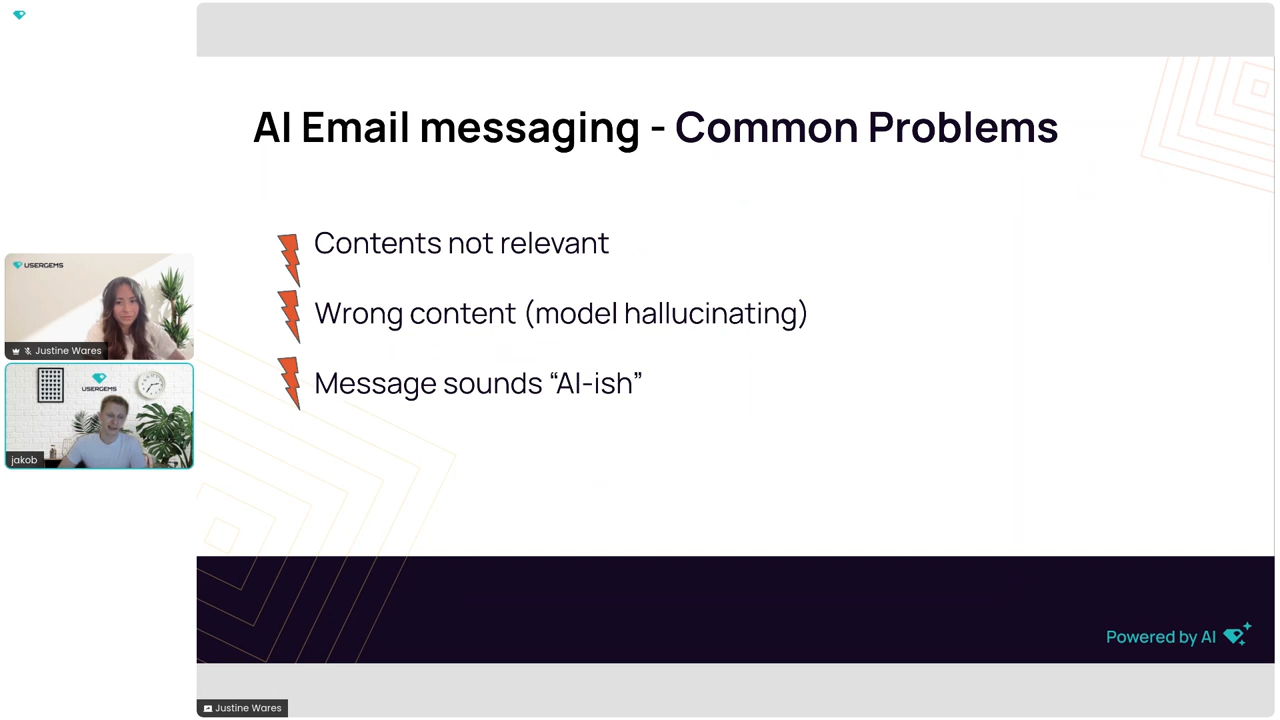 AI Email messaging - Common Problems
Contents not relevant
Wrong content (model hallucinating)
Message sounds “AI-ish”
USERGEMS
Justine Wares
USERGEMS
jakob
Powered by AI
Justine Wares